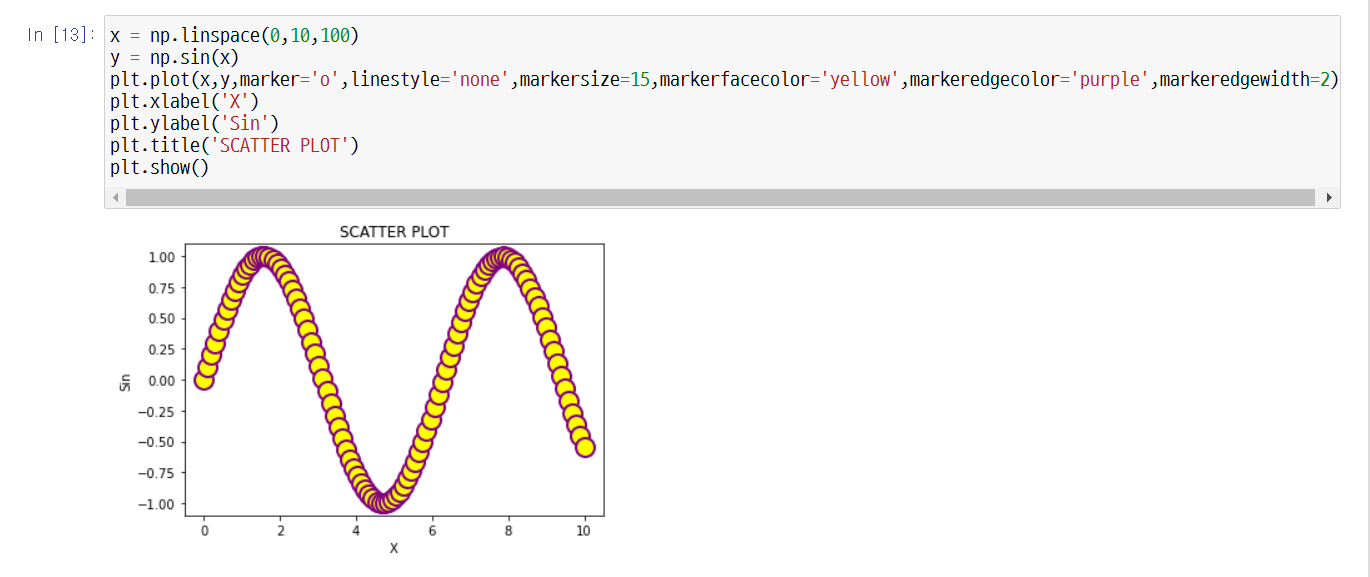 In [13]:
x = np.linspace(0,10,100)
y = np.sin(x)
plt.plot(x,y,marker='o',linestyle='none',markersize=15,markerfacecolor='yellow',markeredgecolor='purple',markeredgewidth=2)
plt.xlabel('X')
plt.ylabel('Sin')
plt.title('SCATTER PLOT')
plt.show()
SCATTER PLOT
1.00
0.75
0.50
0.25
0.00
−0.25
−0.50
−0.75
−1.00
Sin
0 2 4 6 8 10
X